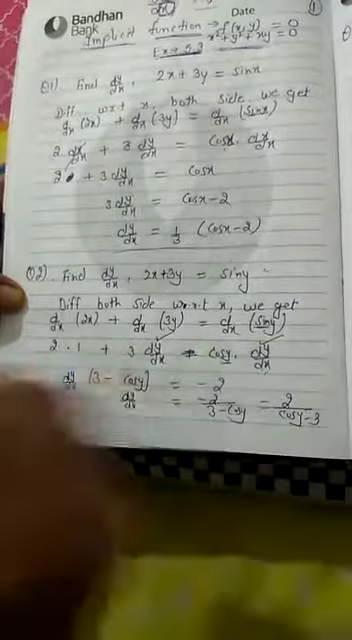 Bandhan
Bank
Date
①
Implicit function → f(x,y) = 0
x²+y²+xy = 0
Ex → 5.3
Q1) Find dy/dx, 2x + 3y = sinx
Diff. w.r.t x, both side we get
d/dx (2x) + d/dx (3y) = d/dx (sinx)
2 dx/dx + 3 dy/dx = cosx. dx/dx
2 + 3 dy/dx = cosx
3 dy/dx = cosx-2
dy/dx = 1/3 (cosx-2)
Q2). Find dy/dx, 2x+3y = siny
Diff both side w.r.t x, we get
d/dx (2x) + d/dx (3y) = d/dx (siny)
2·1 + 3 dy/dx = cosy. dy/dx
dy/dx [3 - cosy] = -2
dy/dx = -2/3-cosy = 2/cosy-3